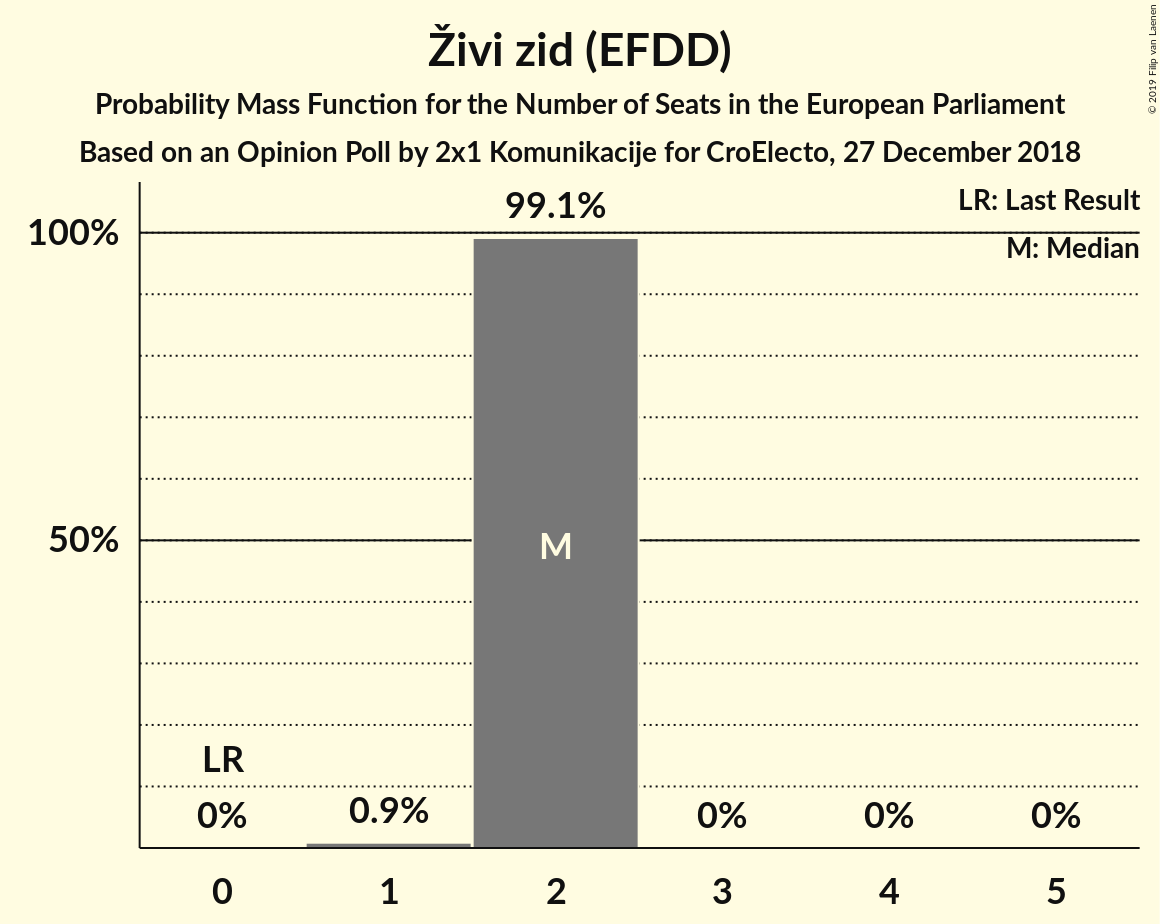 Živi zid (EFDD)
Probability Mass Function for the Number of Seats in the European Parliament
Based on an Opinion Poll by 2x1 Komunikacije for CroElecto, 27 December 2018
© 2019 Filip van Laenen
LR: Last Result
M: Median
99.1%
100%
50%
M
LR
0%
0.9%
0%
0%
0%
0 1 2 3 4 5